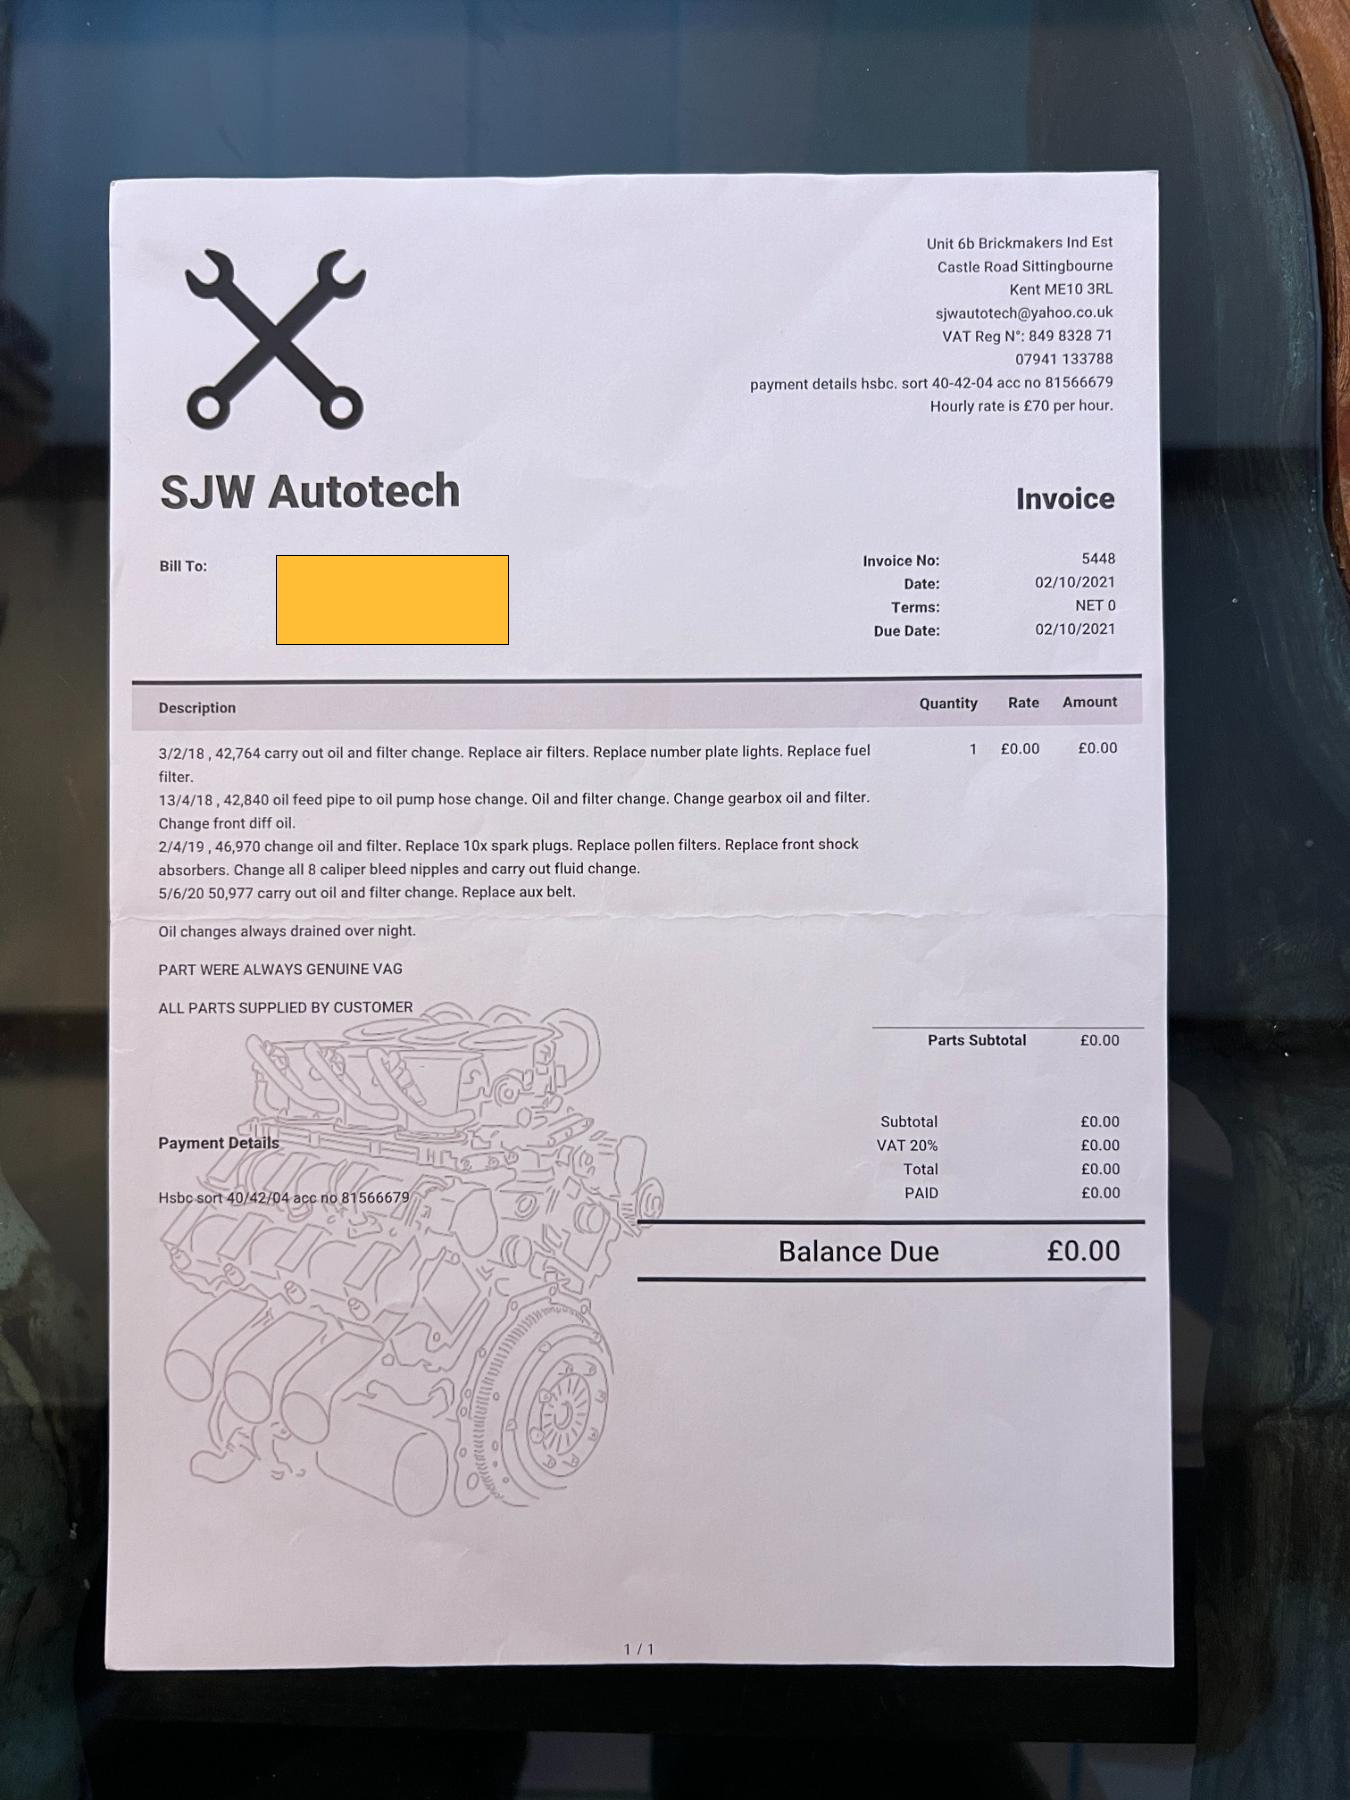 Unit 6b Brickmakers Ind Est
Castle Road Sittingbourne
Kent ME10 3RL
sjwautotech@yahoo.co.uk
VAT Reg N°: 849 8328 71
07941 133788
payment details hsbc. sort 40-42-04 acc no 81566679
Hourly rate is £70 per hour.
SJW Autotech
Invoice
Bill To:
Invoice No: 5448
Date: 02/10/2021
Terms: NET 0
Due Date: 02/10/2021
Description Quantity Rate Amount
3/2/18 , 42,764 carry out oil and filter change. Replace air filters. Replace number plate lights. Replace fuel 1 £0.00 £0.00
filter.
13/4/18 , 42,840 oil feed pipe to oil pump hose change. Oil and filter change. Change gearbox oil and filter.
Change front diff oil.
2/4/19 , 46,970 change oil and filter. Replace 10x spark plugs. Replace pollen filters. Replace front shock
absorbers. Change all 8 caliper bleed nipples and carry out fluid change.
5/6/20 50,977 carry out oil and filter change. Replace aux belt.
Oil changes always drained over night.
PART WERE ALWAYS GENUINE VAG
ALL PARTS SUPPLIED BY CUSTOMER
Parts Subtotal £0.00
Subtotal £0.00
VAT 20% £0.00
Total £0.00
PAID £0.00
Payment Details
Hsbc sort 40/42/04 acc no 81566679
Balance Due £0.00
1 / 1